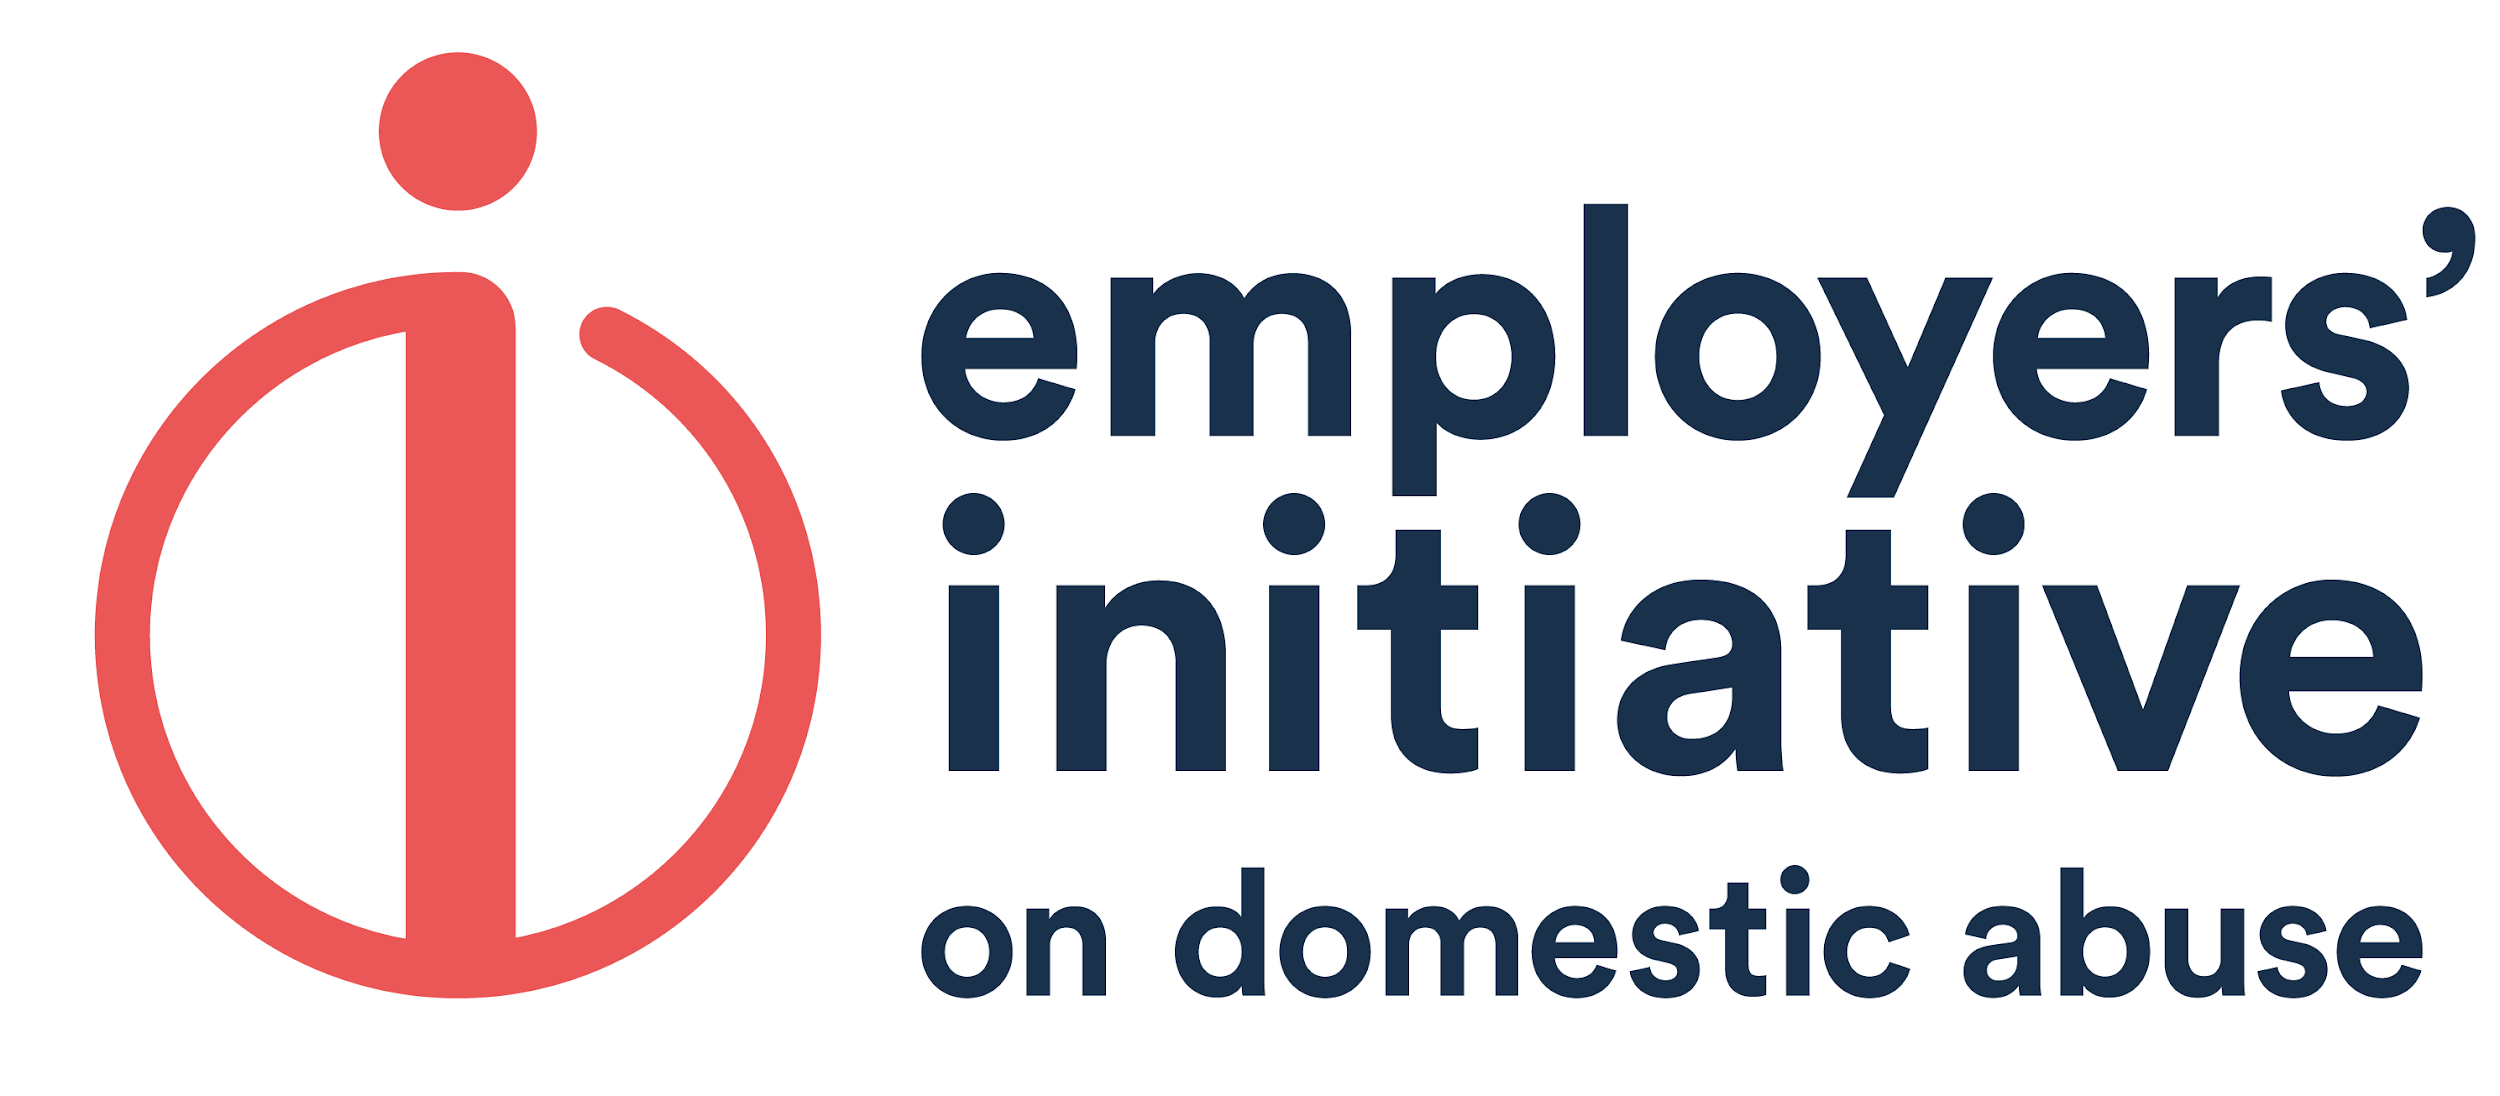 employers’
initiative
on domestic abuse